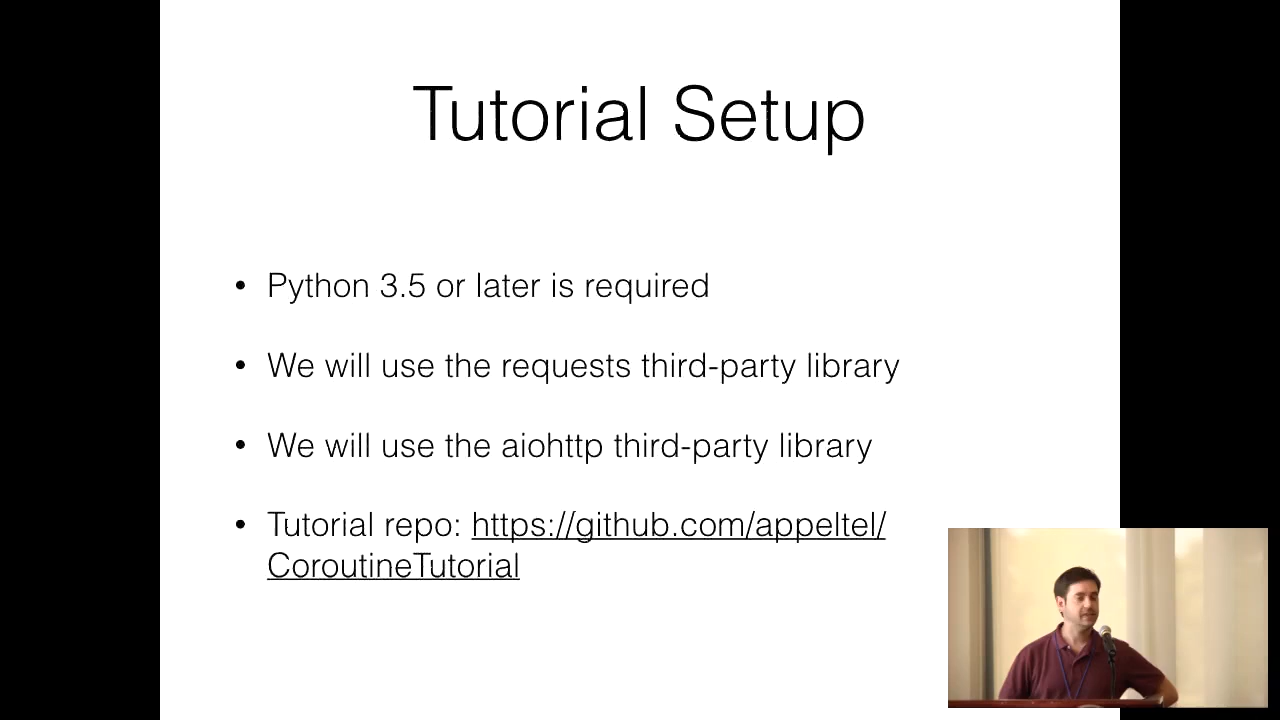 Tutorial Setup
• Python 3.5 or later is required
• We will use the requests third-party library
• We will use the aiohttp third-party library
• Tutorial repo: https://github.com/appeltel/
CoroutineTutorial